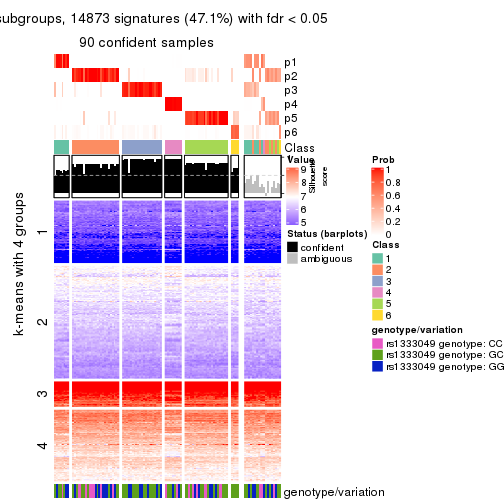 subgroups, 14873 signatures (47.1%) with fdr < 0.05
90 confident samples
p1
p2
p3
p4
p5
p6
Class
k-means with 4 groups
1
2
3
4
Silhouette
score
genotype/variation
Value
9
8
7
6
5
Status (barplots)
confident
ambiguous
Prob
1
0.8
0.6
0.4
0.2
0
Class
1
2
3
4
5
6
genotype/variation
rs1333049 genotype: CC
rs1333049 genotype: GC
rs1333049 genotype: GG